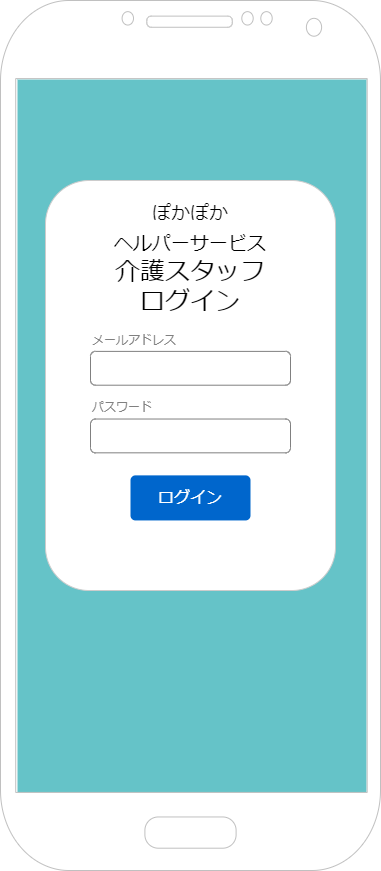 ぽかぽか
ヘルパーサービス
介護スタッフ
ログイン
メールアドレス
パスワード
ログイン